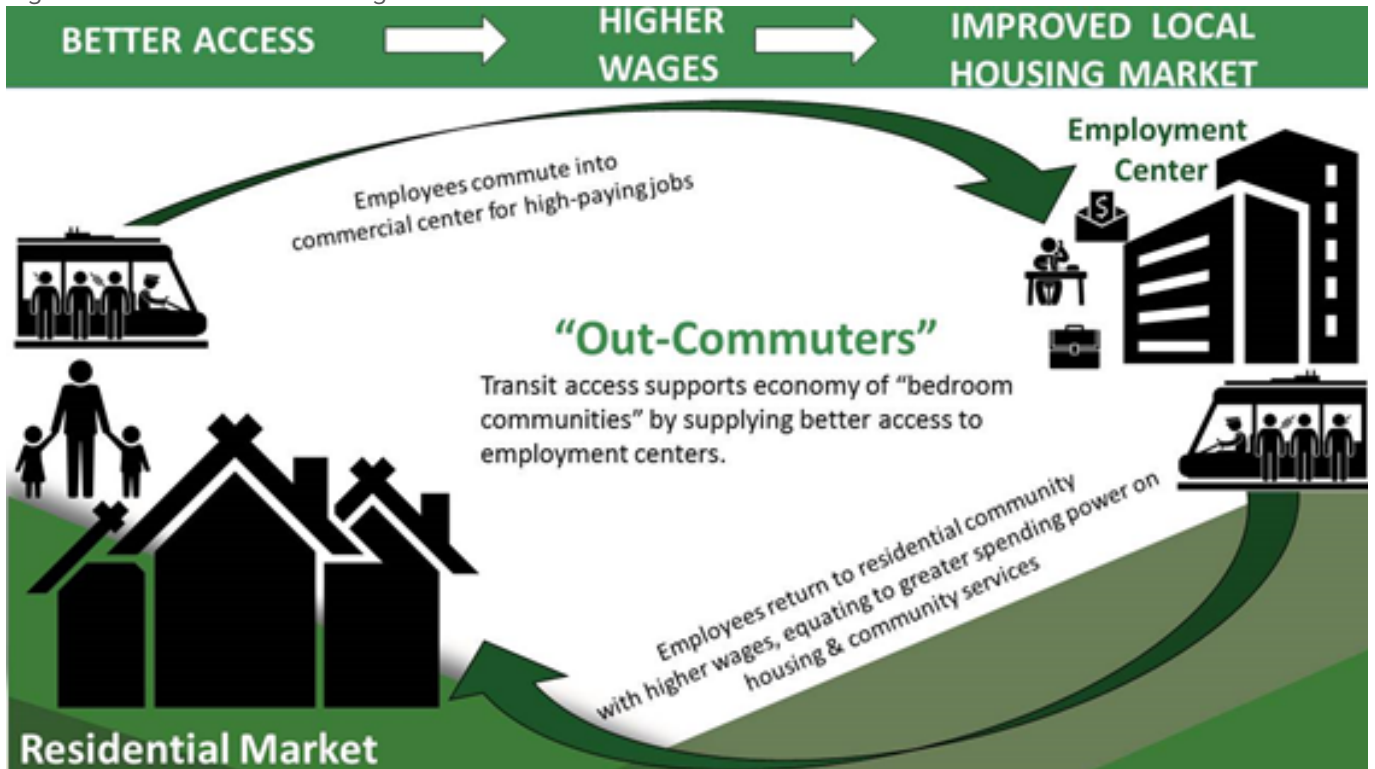 BETTER ACCESS
HIGHER
WAGES
IMPROVED LOCAL
HOUSING MARKET
Employment
Center
$
Employees commute into
commercial center for high-paying jobs
“Out-Commuters”
Transit access supports economy of “bedroom
communities” by supplying better access to
employment centers.
Employees return to residential community
with higher wages, equating to greater spending power on
housing & community services
Residential Market